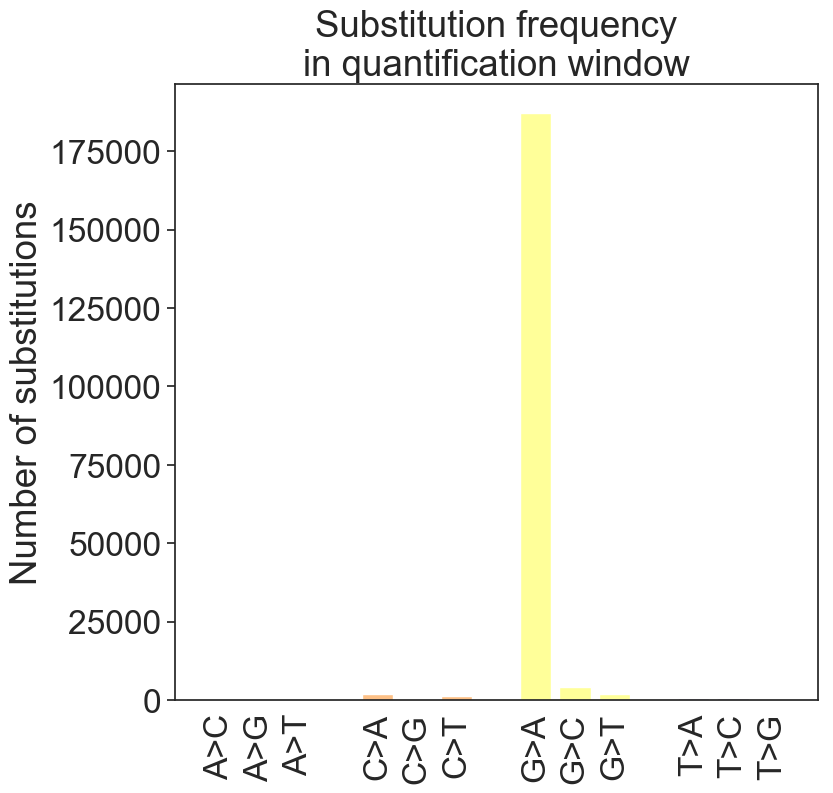 Substitution frequency
in quantification window
Number of substitutions
175000
150000
125000
100000
75000
50000
25000
0
A>C
A>G
A>T
C>A
C>G
C>T
G>A
G>C
G>T
T>A
T>C
T>G